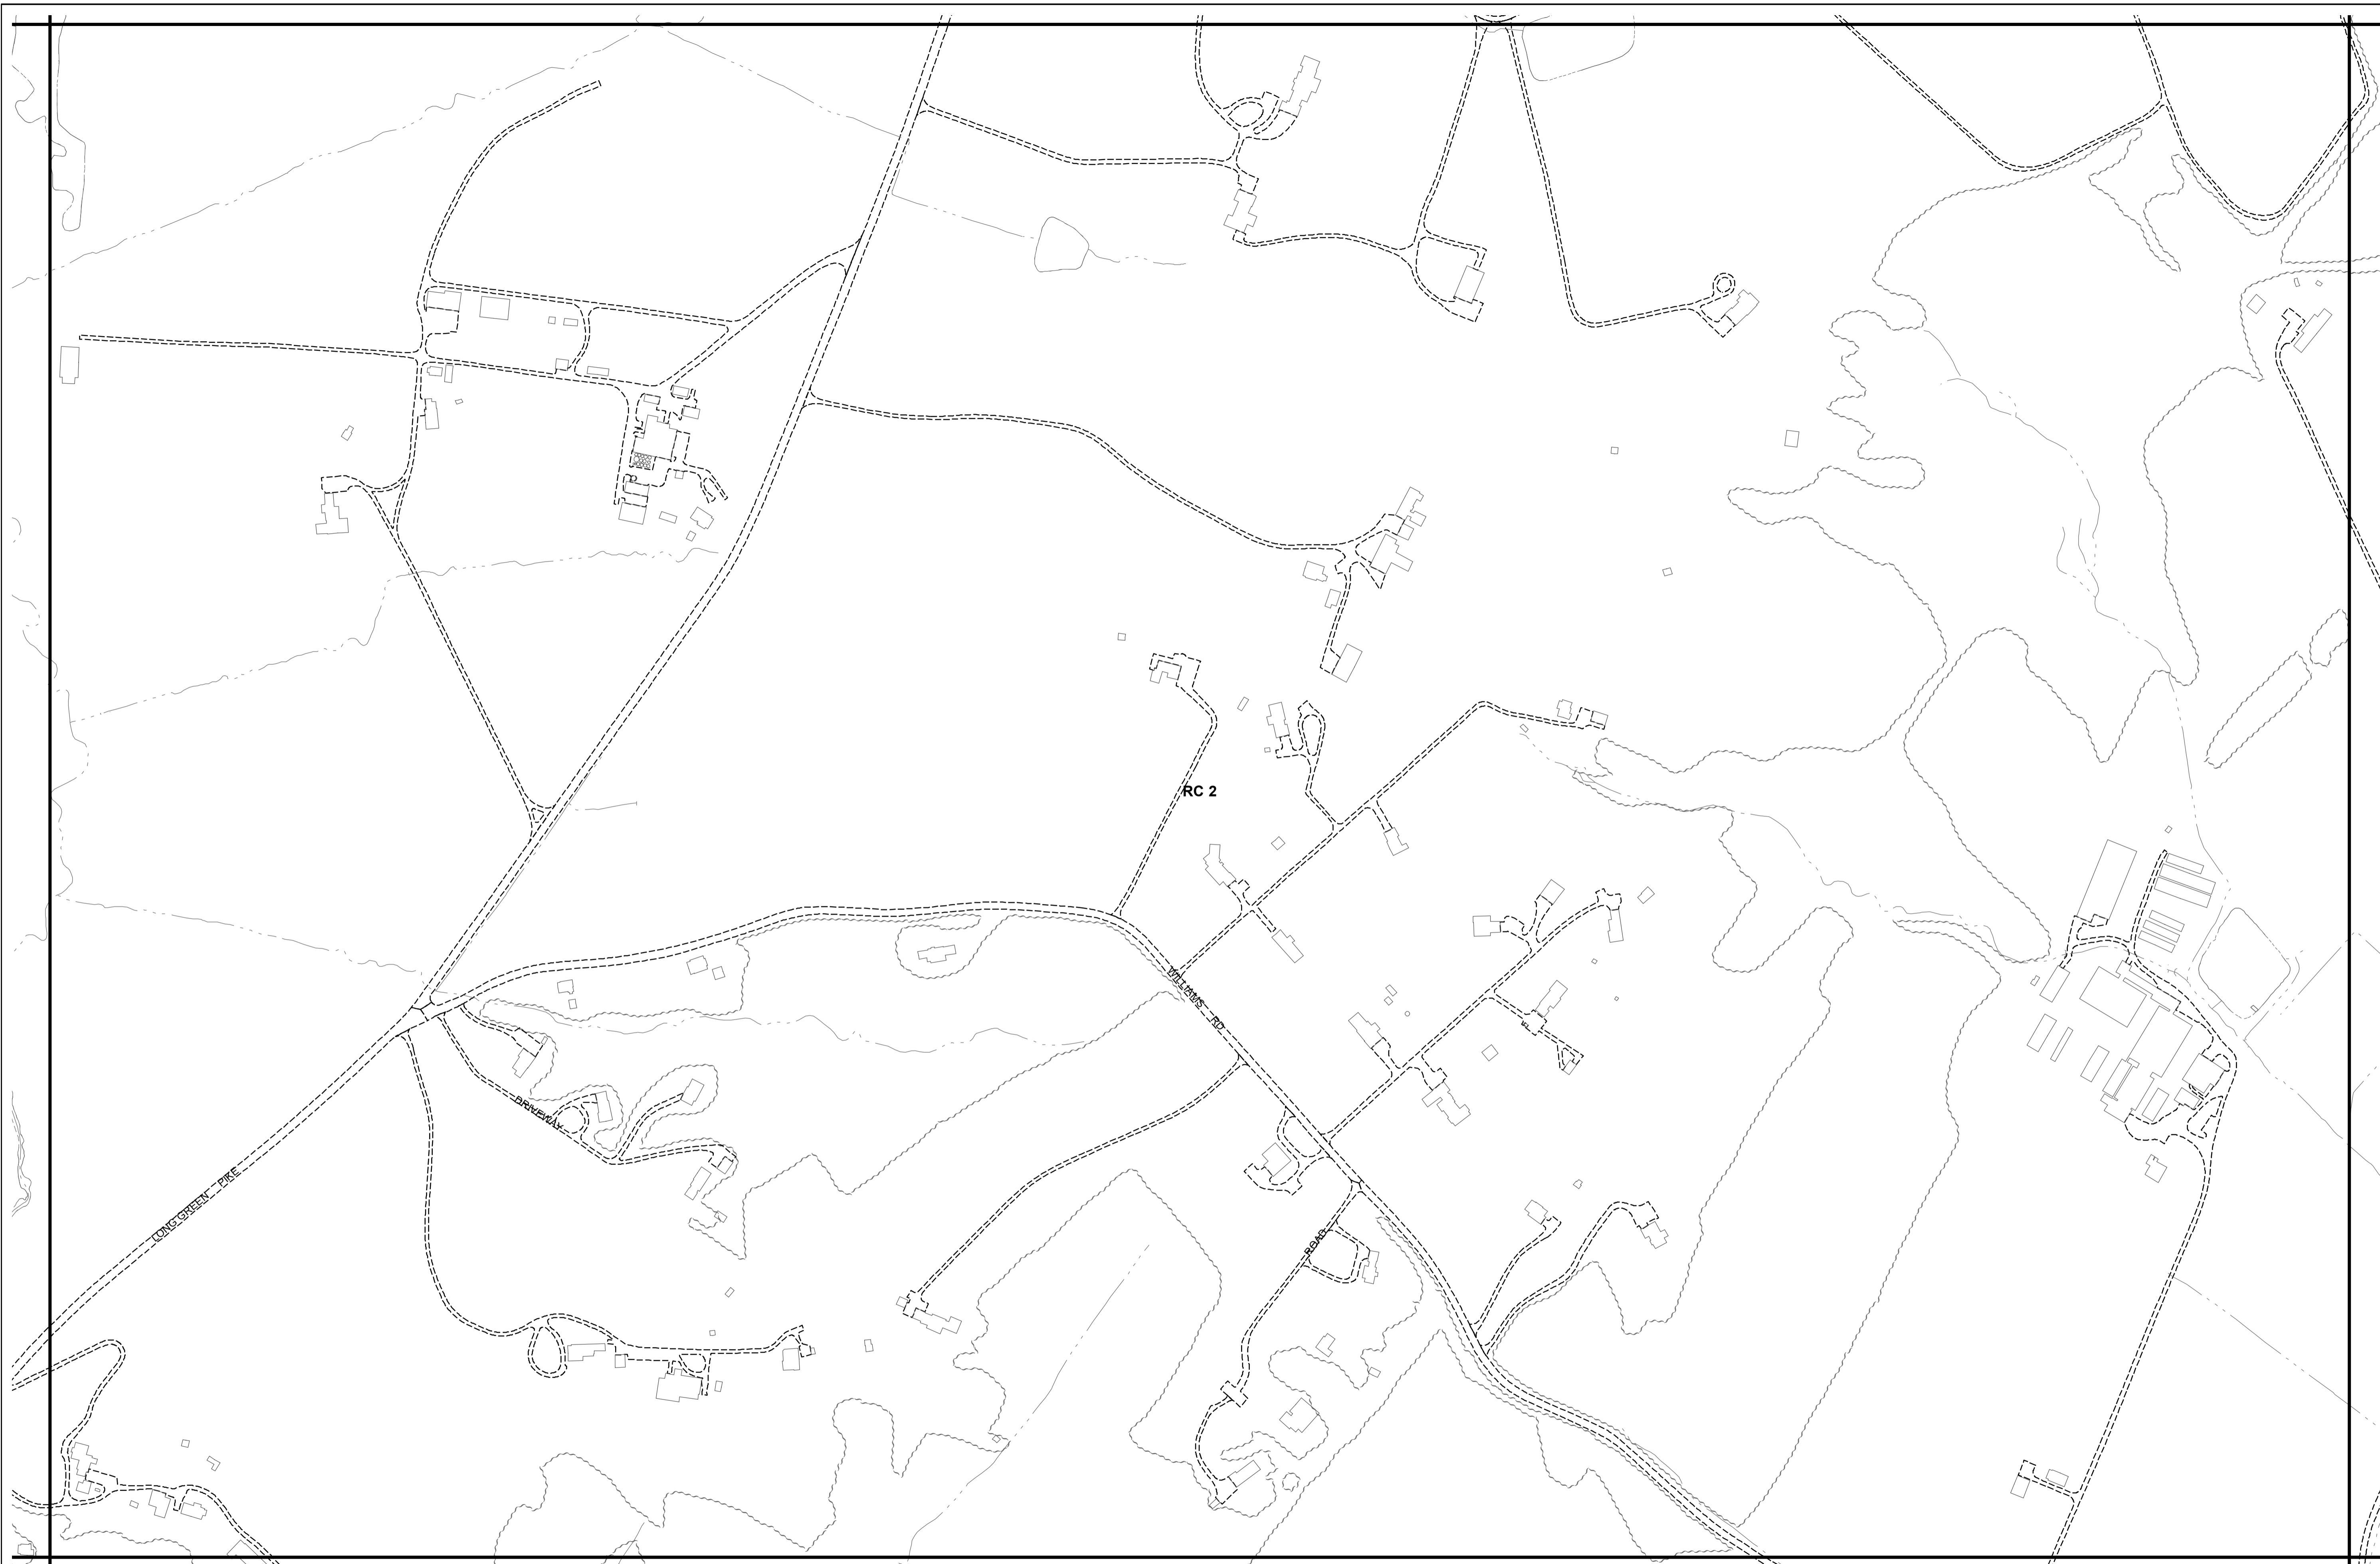 RC 2
WILLIAMS RD
DRIVEWAY
LONG GREEN PIKE
ROAD